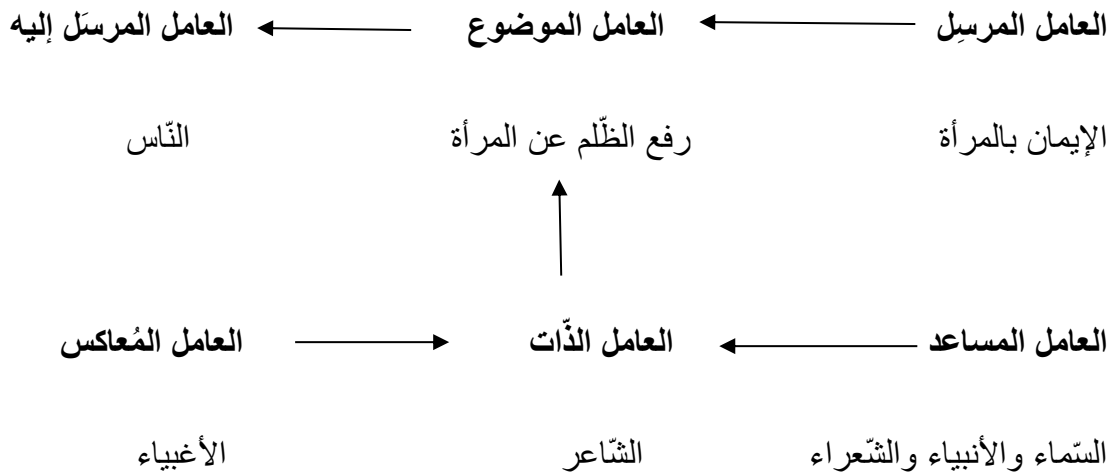 العامل المرسِل العامل الموضوع العامل المرسَل إليه
الإيمان بالمرأة رفع الظّلم عن المرأة النّاس
العامل المساعد العامل الذّات العامل المُعاكس
السّماء والأنبياء والشّعراء الشّاعر الأغبياء